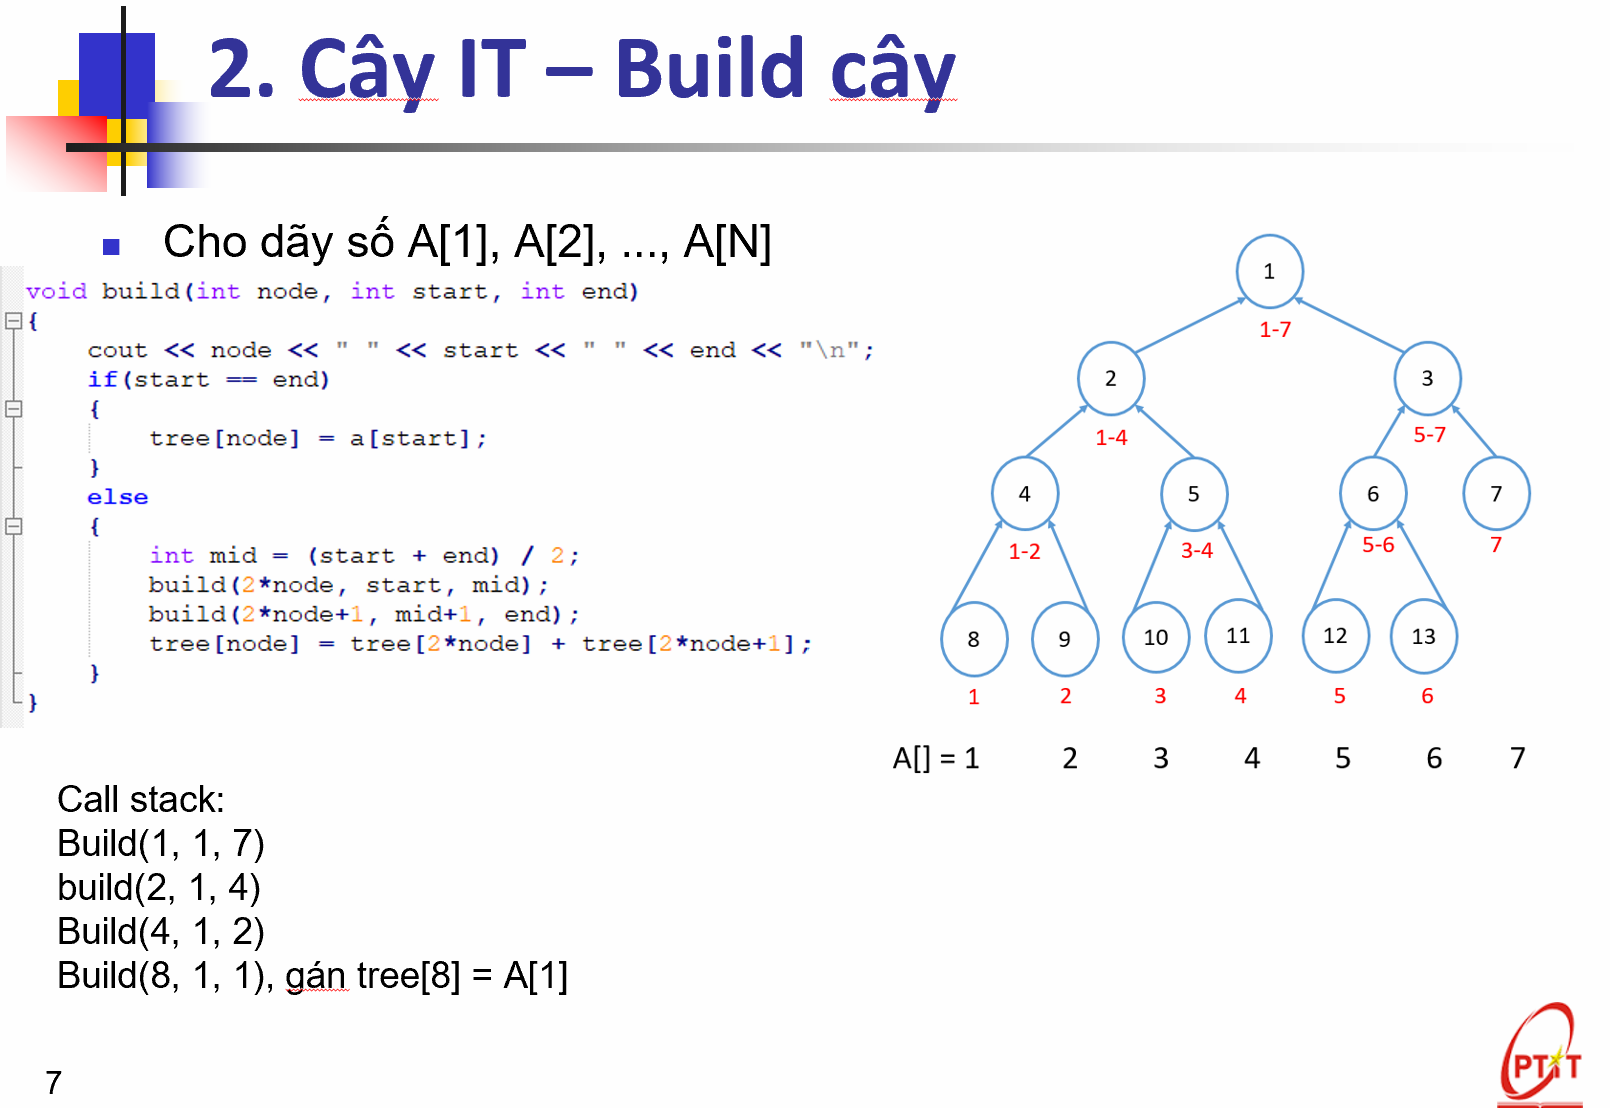 2. Cây IT – Build cây
Cho dãy số A[1], A[2], ..., A[N]
void build(int node, int start, int end)
{
cout << node << " " << start << " " << end << "\n";
if(start == end)
{
tree[node] = a[start];
}
else
{
int mid = (start + end) / 2;
build(2*node, start, mid);
build(2*node+1, mid+1, end);
tree[node] = tree[2*node] + tree[2*node+1];
}
}
1
1-7
2 3
1-4 5-7
4 5 6 7
1-2 3-4 5-6 7
8 9 10 11 12 13
1 2 3 4 5 6
A[] = 1 2 3 4 5 6 7
Call stack:
Build(1, 1, 7)
build(2, 1, 4)
Build(4, 1, 2)
Build(8, 1, 1), gán tree[8] = A[1]
7
PTIT